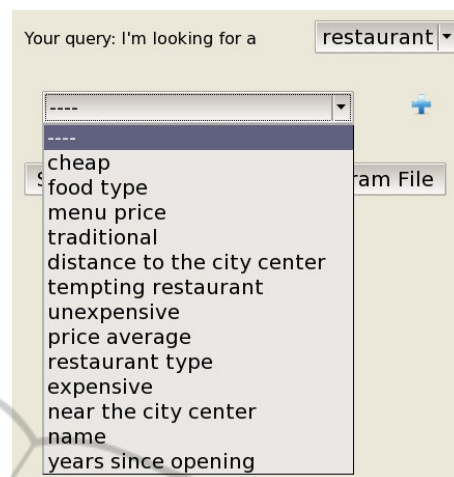 Your query: I'm looking for a restaurant
----
----
cheap
S ram File
food type
menu price
traditional
distance to the city center
tempting restaurant
unexpensive
price average
restaurant type
expensive
near the city center
name
years since opening